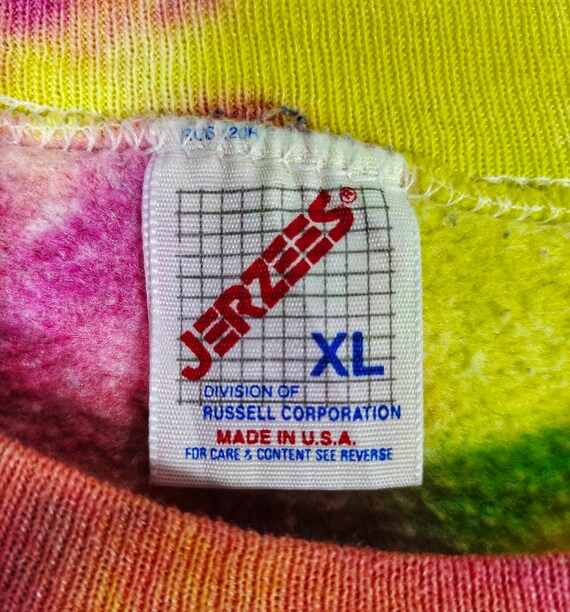 JERZEES®
XL
DIVISION OF
RUSSELL CORPORATION
MADE IN U.S.A.
FOR CARE & CONTENT SEE REVERSE